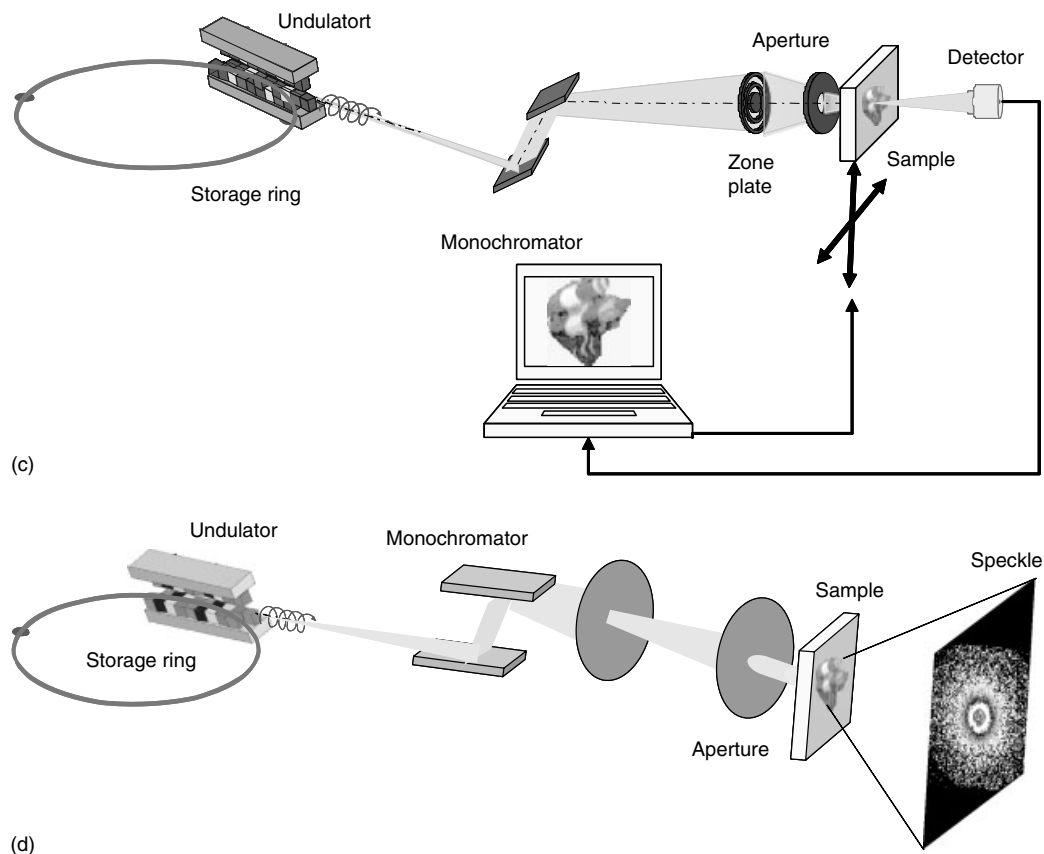 Undulatort
Aperture
Detector
Zone
plate
Sample
Storage ring
Monochromator
(c)
Undulator
Monochromator
Speckle
Sample
Storage ring
Aperture
(d)